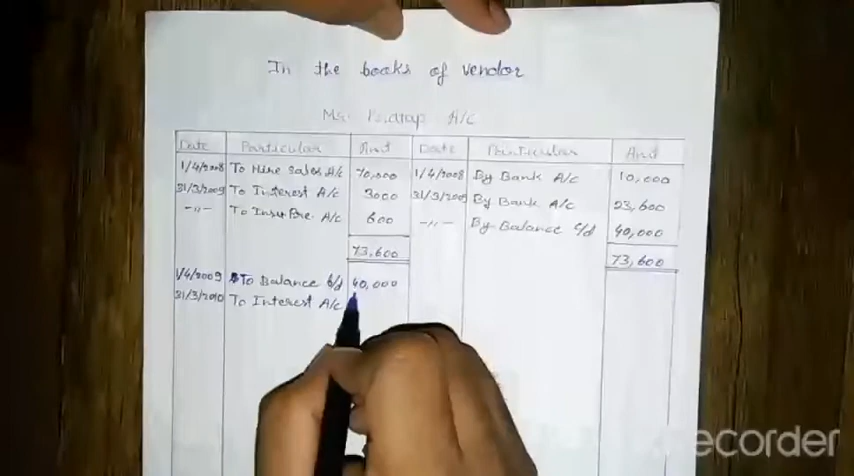 In the books of vendor
A/c
Date Particular Amt Date Particular Amt
1/4/2008 To Hire Sales A/c 70,000 1/4/2008 By Bank A/c 10,000
31/3/2009 To Interest A/c 3000 31/3/2009 By Bank A/c 23,600
—〃— To A/c 600 —〃— By Balance c/d 40,000
73,600 73,600
1/4/2009 To Balance b/d 40,000
31/3/2010 To Interest A/c
recorder